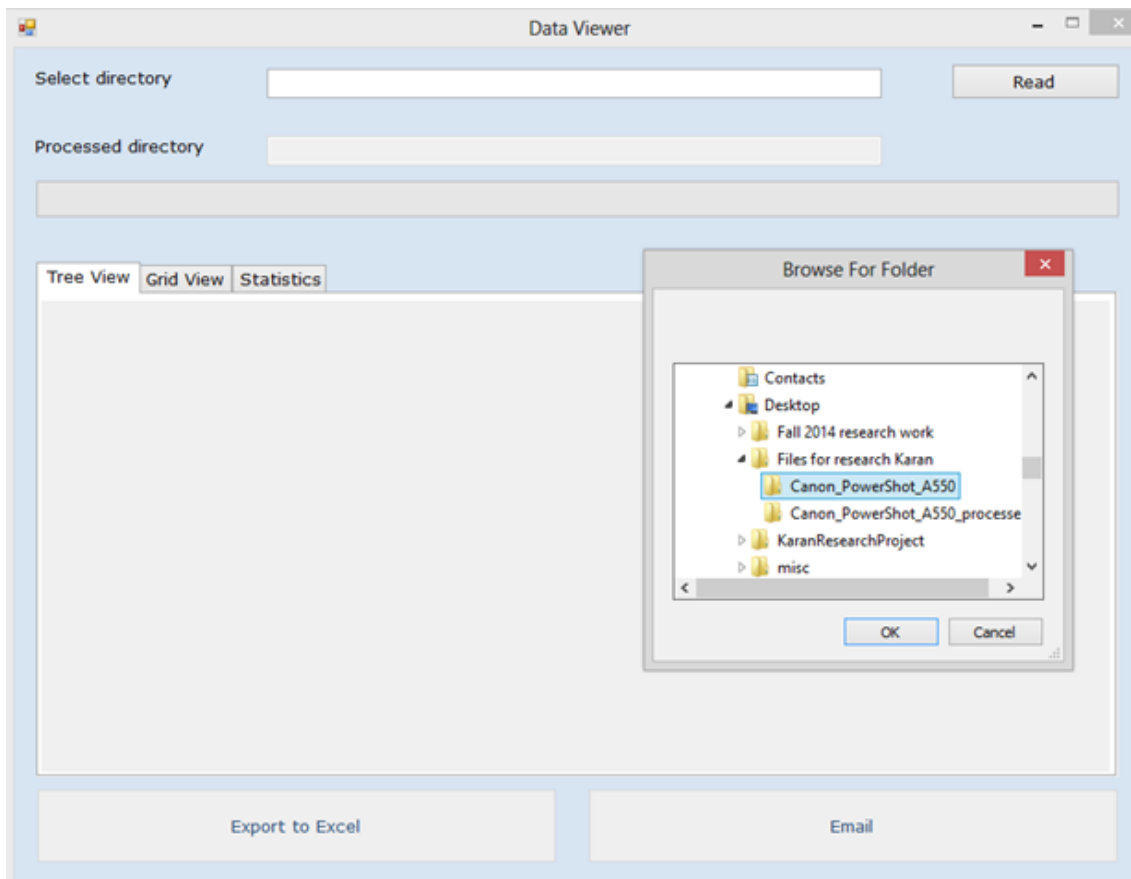 Data Viewer
Select directory
Read
Processed directory
Tree View Grid View Statistics
Browse For Folder
Contacts
Desktop
Fall 2014 research work
Files for research Karan
Canon_PowerShot_A550
Canon_PowerShot_A550_processe
KaranResearchProject
misc
OK Cancel
Export to Excel Email